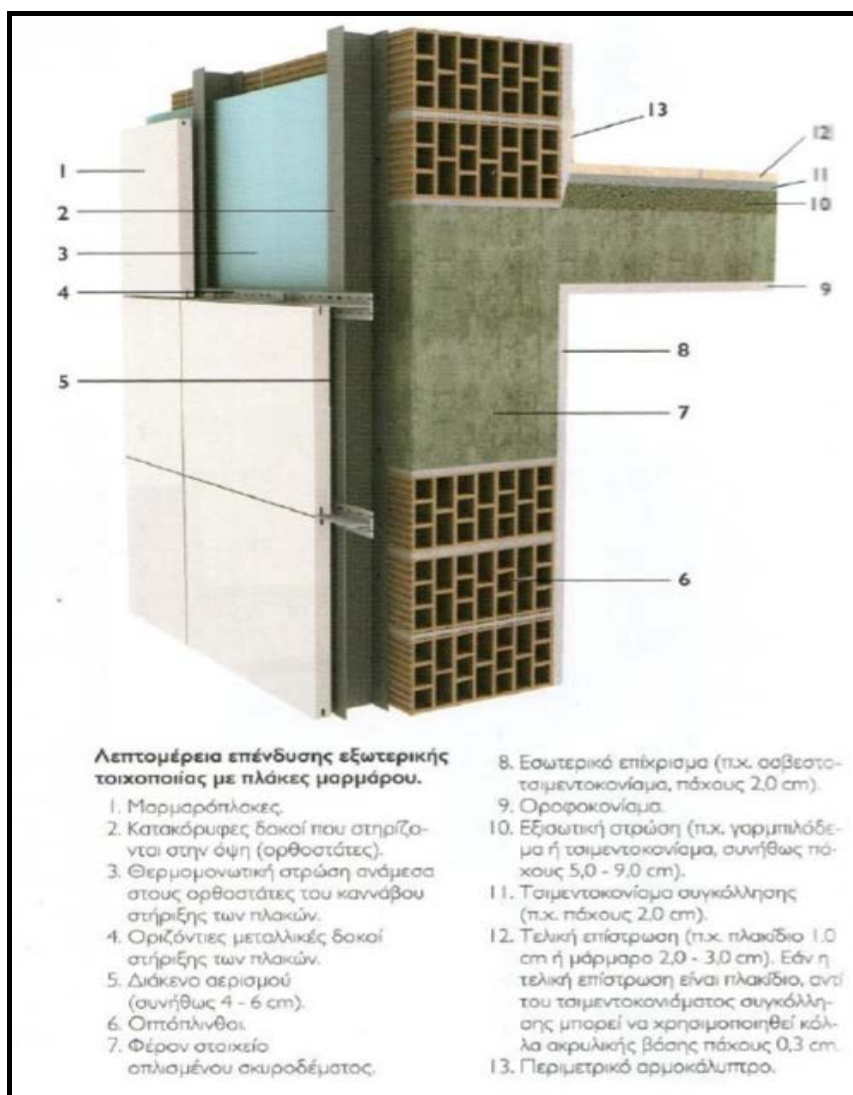 13
12
11
10
9
8
7
6
1
2
3
4
5
Λεπτομέρεια επένδυσης εξωτερικής
τοιχοποιίας με πλάκες μαρμάρου.
1. Μαρμαρόπλακες.
2. Κατακόρυφες δοκοί που στηρίζο-
νται στην όψη (ορθοστάτες).
3. Θερμομονωτική στρώση ανάμεσα
στους ορθοστάτες του καννάβου
στήριξης των πλακών.
4. Οριζόντιες μεταλλικές δοκοί
στήριξης των πλακών.
5. Διάκενο αερισμού
(συνήθως 4 - 6 cm).
6. Οπτόπλινθοι.
7. Φέρον στοιχείο
οπλισμένου σκυροδέματος.
8. Εσωτερικό επίχρισμα (π.χ. ασβεστο-
τσιμεντοκονίαμα, πάχους 2,0 cm).
9. Οροφοκονίαμα.
10. Εξισωτική στρώση (π.χ. γαρμπιλόδε-
μα ή τσιμεντοκονίαμα, συνήθως πά-
χους 5,0 - 9,0 cm).
11. Τσιμεντοκονίαμα συγκόλλησης
(π.χ. πάχους 2,0 cm).
12. Τελική επίστρωση (π.χ. πλακίδιο 1,0
cm ή μάρμαρο 2,0 - 3,0 cm). Εάν η
τελική επίστρωση είναι πλακίδιο, αντί
του τσιμεντοκονιάματος συγκόλλη-
σης μπορεί να χρησιμοποιηθεί κόλ-
λα ακρυλικής βάσης πάχους 0,3 cm.
13. Περιμετρικό αρμοκάλυπτρο.